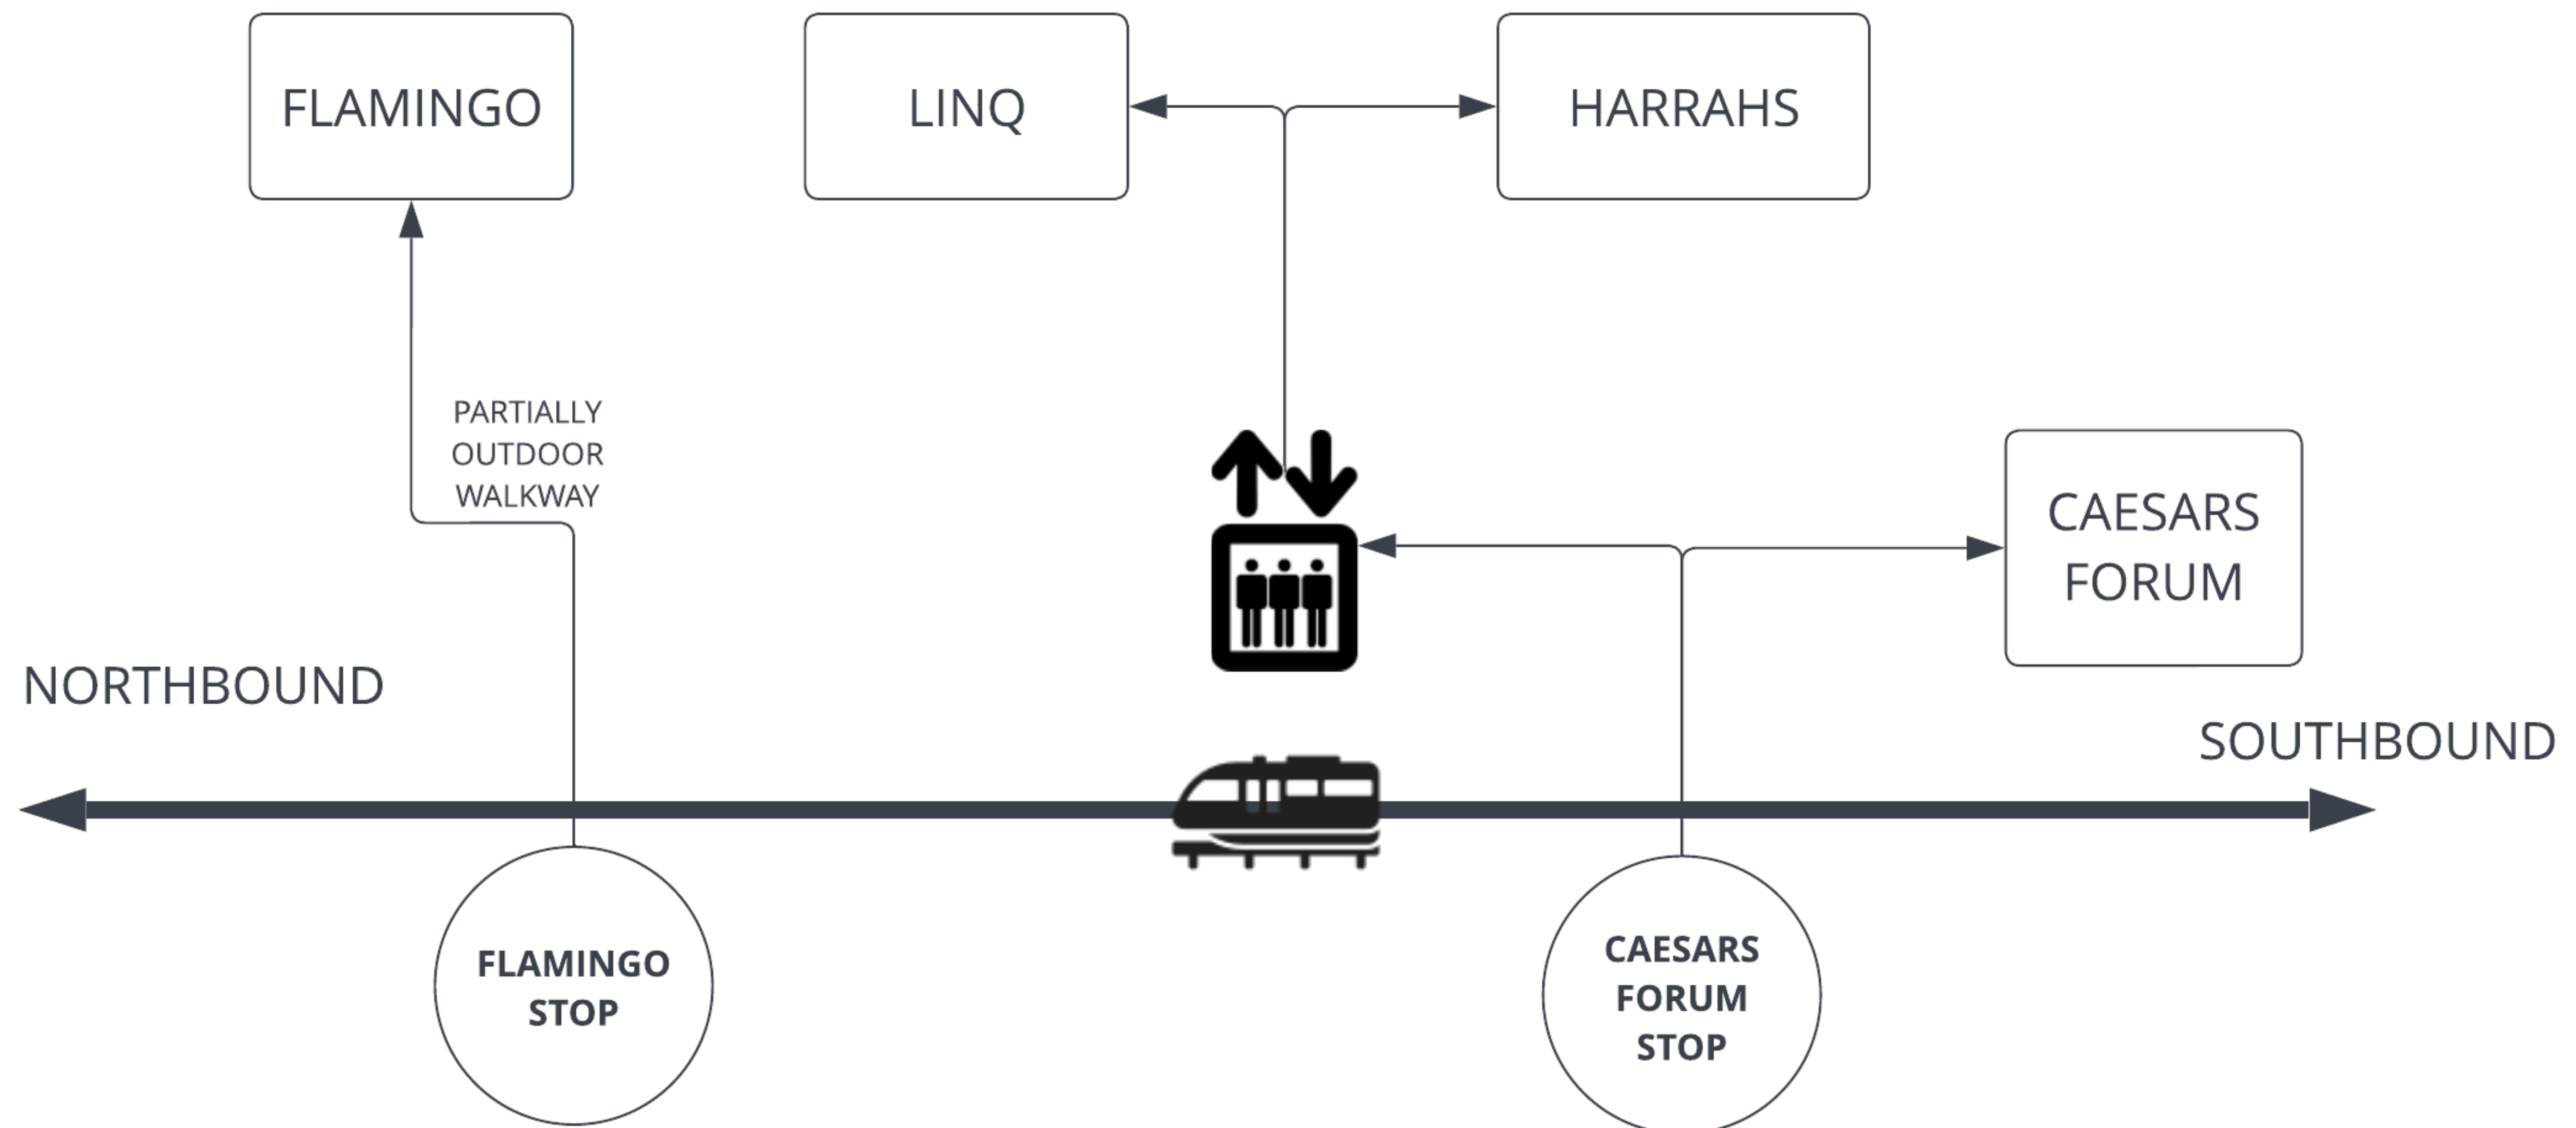 FLAMINGO
LINQ
HARRAHS
PARTIALLY
OUTDOOR
WALKWAY
CAESARS
FORUM
NORTHBOUND
SOUTHBOUND
FLAMINGO
STOP
CAESARS
FORUM
STOP